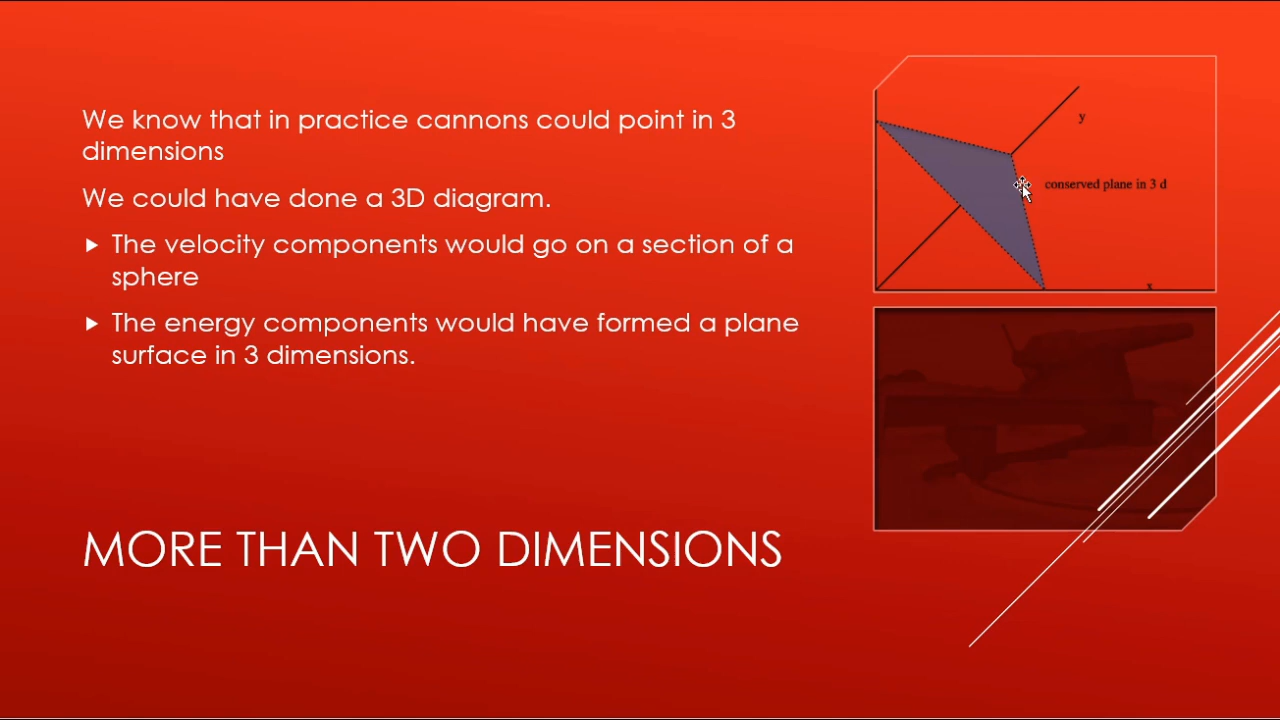 We know that in practice cannons could point in 3
dimensions
We could have done a 3D diagram.
The velocity components would go on a section of a
sphere
The energy components would have formed a plane
surface in 3 dimensions.
MORE THAN TWO DIMENSIONS
y
conserved plane in 3 d
x